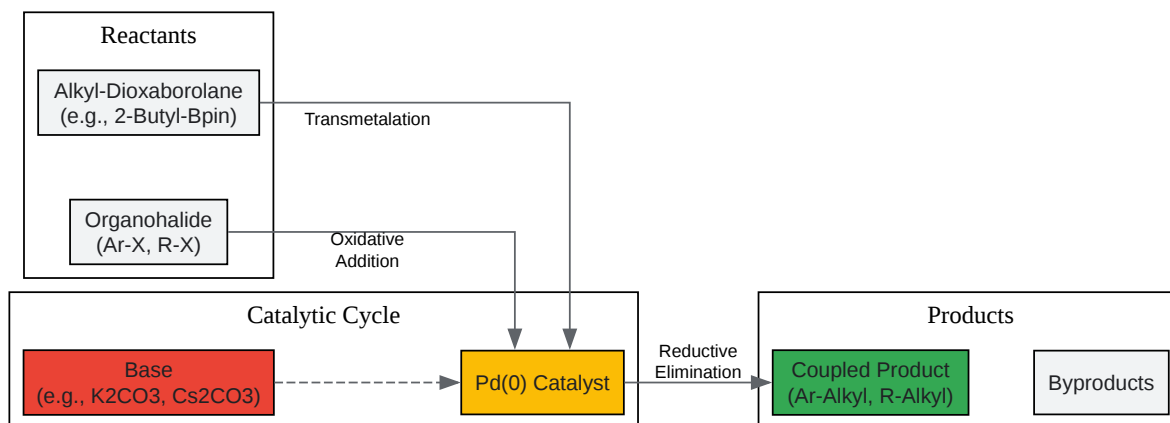 Reactants
Alkyl-Dioxaborolane
(e.g., 2-Butyl-Bpin)
Transmetalation
Organohalide
(Ar-X, R-X)
Oxidative
Addition
Catalytic Cycle
Base
(e.g., K2CO3, Cs2CO3)
Pd(0) Catalyst
Reductive
Elimination
Products
Coupled Product
(Ar-Alkyl, R-Alkyl)
Byproducts